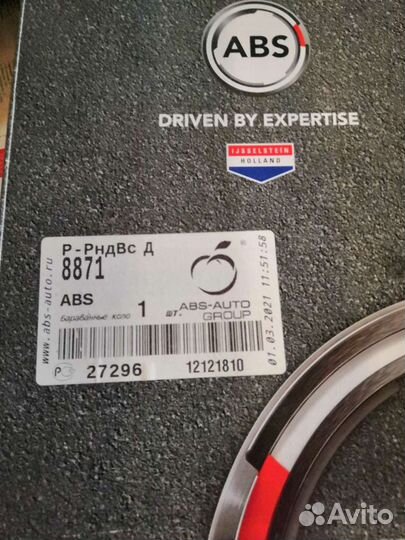 ABS
DRIVEN BY EXPERTISE
IJSSELSTEIN
HOLLAND
Р-РндВс Д
8871
ABS 1 шт.
Барабанные коло
ABS-AUTO
GROUP
®
www.abs-auto.ru
01.03.2021 11:51:58
27296
12121810
Avito